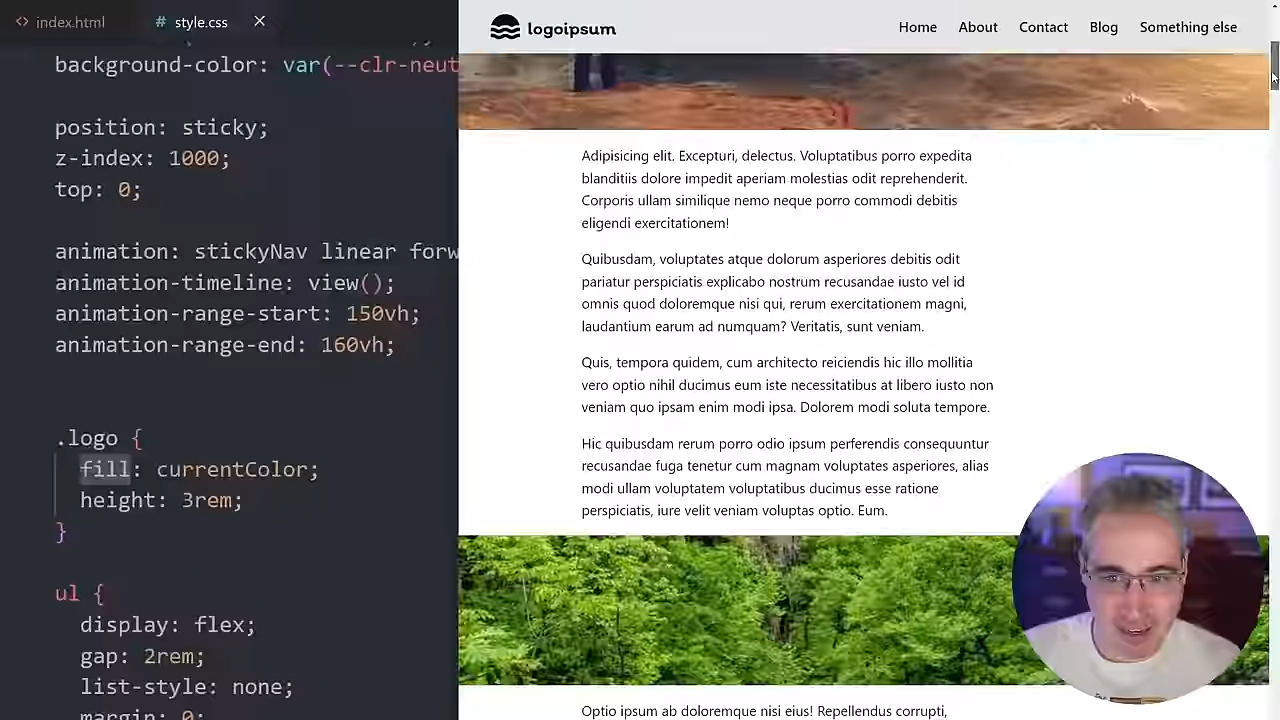 index.html
# style.css
background-color: var(--clr-neut
position: sticky;
z-index: 1000;
top: 0;
animation: stickyNav linear forw
animation-timeline: view();
animation-range-start: 150vh;
animation-range-end: 160vh;
.logo {
fill: currentColor;
height: 3rem;
}
ul {
display: flex;
gap: 2rem;
list-style: none;
margin: 0;
logoipsum
Home About Contact Blog Something else
Adipisicing elit. Excepturi, delectus. Voluptatibus porro expedita
blanditiis dolore impedit aperiam molestias odit reprehenderit.
Corporis ullam similique nemo neque porro commodi debitis
eligendi exercitationem!
Quibusdam, voluptates atque dolorum asperiores debitis odit
pariatur perspiciatis explicabo nostrum recusandae iusto vel id
omnis quod doloremque nisi qui, rerum exercitationem magni,
laudantium earum ad numquam? Veritatis, sunt veniam.
Quis, tempora quidem, cum architecto reiciendis hic illo mollitia
vero optio nihil ducimus eum iste necessitatibus at libero iusto non
veniam quo ipsam enim modi ipsa. Dolorem modi soluta tempore.
Hic quibusdam rerum porro odio ipsum perferendis consequuntur
recusandae fuga tenetur cum magnam voluptates asperiores, alias
modi ullam voluptatem voluptatibus ducimus esse ratione
perspiciatis, iure velit veniam voluptas optio. Eum.
Optio ipsum ab doloremque nisi eius! Repellendus corrupti,